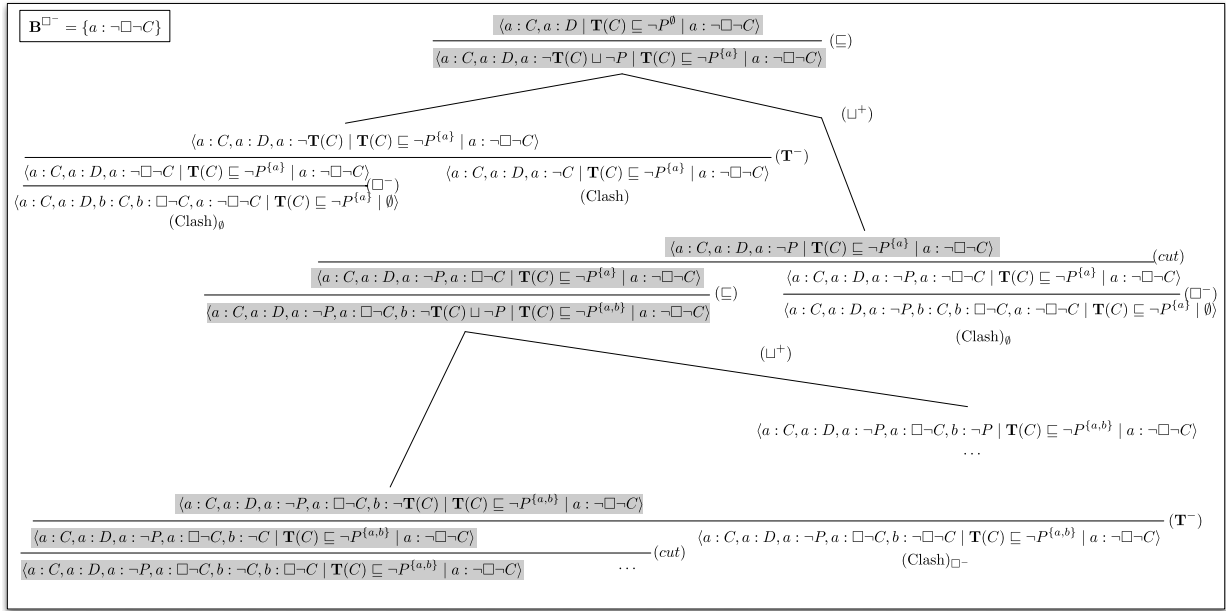 𝐁^{□⁻} = {a : ¬□¬C}
⟨a : C, a : D | 𝐓(C) ⊑ ¬P^∅ | a : ¬□¬C⟩
(⊑)
⟨a : C, a : D, a : ¬𝐓(C) ⊔ ¬P | 𝐓(C) ⊑ ¬P^{a} | a : ¬□¬C⟩
(⊔⁺)
⟨a : C, a : D, a : ¬𝐓(C) | 𝐓(C) ⊑ ¬P^{a} | a : ¬□¬C⟩
(𝐓⁻)
⟨a : C, a : D, a : ¬□¬C | 𝐓(C) ⊑ ¬P^{a} | a : ¬□¬C⟩
(□⁻)
⟨a : C, a : D, b : C, b : □¬C, a : ¬□¬C | 𝐓(C) ⊑ ¬P^{a} | ∅⟩
(Clash)_∅
⟨a : C, a : D, a : ¬C | 𝐓(C) ⊑ ¬P^{a} | a : ¬□¬C⟩
(Clash)
⟨a : C, a : D, a : ¬P | 𝐓(C) ⊑ ¬P^{a} | a : ¬□¬C⟩
(cut)
⟨a : C, a : D, a : ¬P, a : □¬C | 𝐓(C) ⊑ ¬P^{a} | a : ¬□¬C⟩
(⊑)
⟨a : C, a : D, a : ¬P, a : □¬C, b : ¬𝐓(C) ⊔ ¬P | 𝐓(C) ⊑ ¬P^{a,b} | a : ¬□¬C⟩
⟨a : C, a : D, a : ¬P, a : ¬□¬C | 𝐓(C) ⊑ ¬P^{a} | a : ¬□¬C⟩
(□⁻)
⟨a : C, a : D, a : ¬P, b : C, b : □¬C, a : ¬□¬C | 𝐓(C) ⊑ ¬P^{a} | ∅⟩
(Clash)_∅
(⊔⁺)
⟨a : C, a : D, a : ¬P, a : □¬C, b : ¬P | 𝐓(C) ⊑ ¬P^{a,b} | a : ¬□¬C⟩
...
⟨a : C, a : D, a : ¬P, a : □¬C, b : ¬𝐓(C) | 𝐓(C) ⊑ ¬P^{a,b} | a : ¬□¬C⟩
(𝐓⁻)
⟨a : C, a : D, a : ¬P, a : □¬C, b : ¬C | 𝐓(C) ⊑ ¬P^{a,b} | a : ¬□¬C⟩
(cut)
⟨a : C, a : D, a : ¬P, a : □¬C, b : ¬C, b : □¬C | 𝐓(C) ⊑ ¬P^{a,b} | a : ¬□¬C⟩
...
⟨a : C, a : D, a : ¬P, a : □¬C, b : ¬□¬C | 𝐓(C) ⊑ ¬P^{a,b} | a : ¬□¬C⟩
(Clash)_{□⁻}